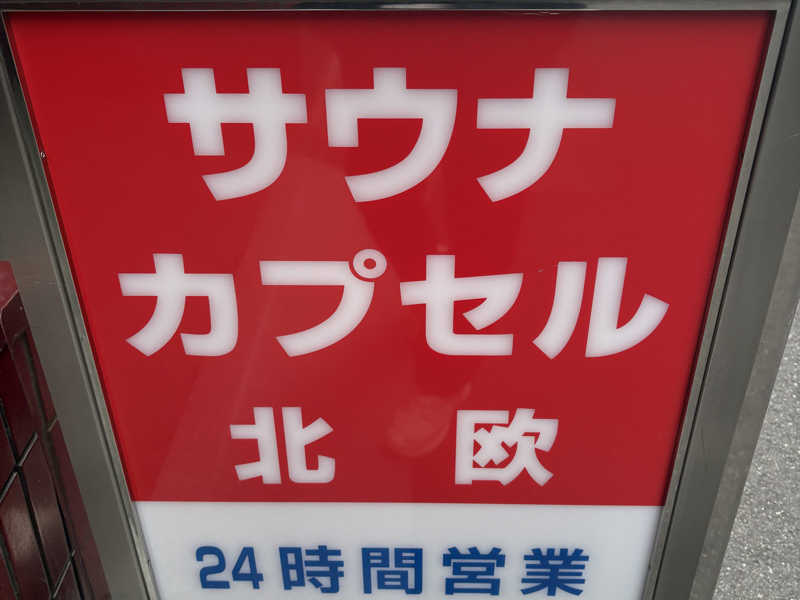 サウナ
カプセル
北欧
24時間営業